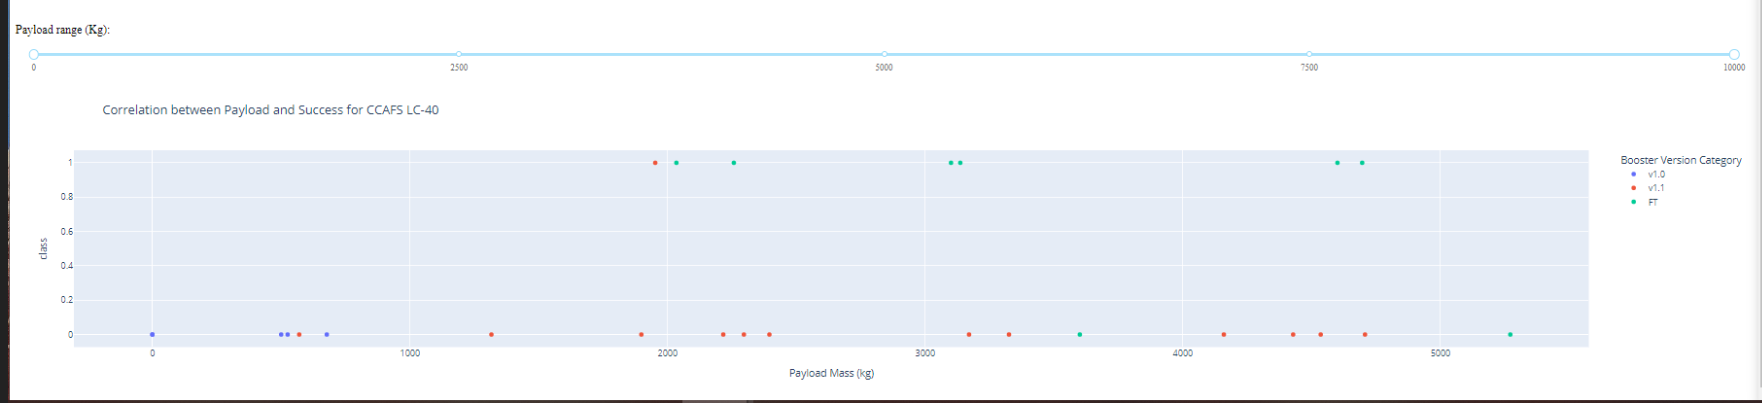 Payload range (Kg):
0 2500 5000 7500 10000
Correlation between Payload and Success for CCAFS LC-40
Booster Version Category
v1.0
v1.1
FT
1
0.8
0.6
0.4
0.2
0
class
0 1000 2000 3000 4000 5000
Payload Mass (kg)